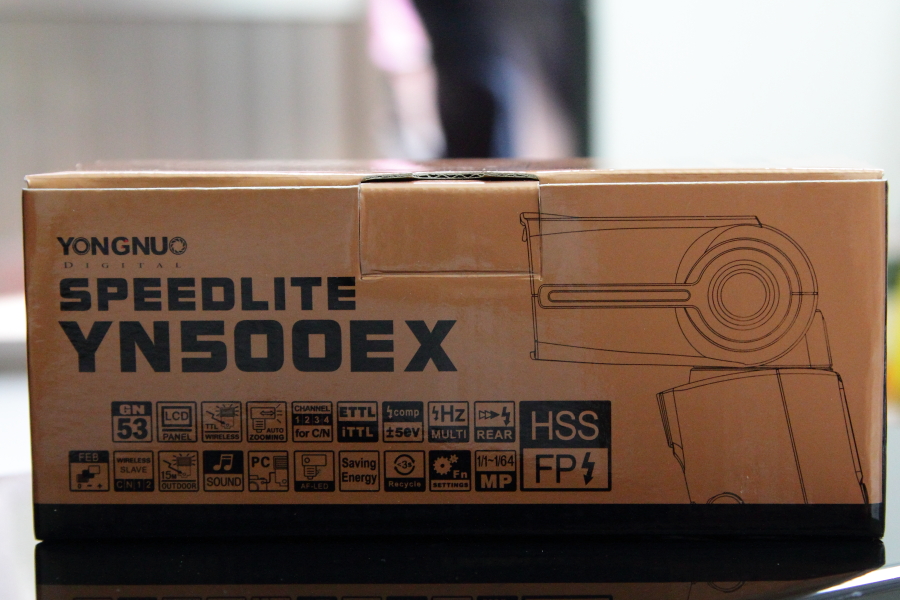 YONGNUO
DIGITAL
SPEEDLITE
YN500EX
GN 53
LCD PANEL
TTL WIRELESS
AUTO ZOOMING
CHANNEL 1 2 3 4 for C/N
ETTL iTTL
comp ±5eV
Hz MULTI
REAR
HSS
FP
FEB
WIRELESS SLAVE C N 1 2
15m OUTDOOR
SOUND
PC
AF-LED
Saving Energy
<3s Recycle
Fn SETTINGS
1/1~1/64 MP